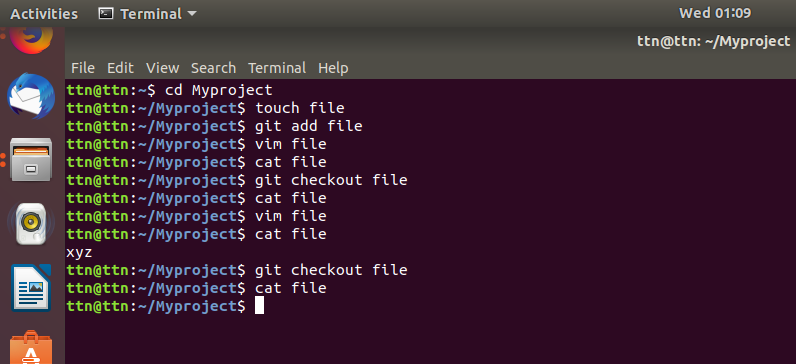 Activities Terminal Wed 01:09
ttn@ttn: ~/Myproject
File Edit View Search Terminal Help
ttn@ttn:~$ cd Myproject
ttn@ttn:~/Myproject$ touch file
ttn@ttn:~/Myproject$ git add file
ttn@ttn:~/Myproject$ vim file
ttn@ttn:~/Myproject$ cat file
ttn@ttn:~/Myproject$ git checkout file
ttn@ttn:~/Myproject$ cat file
ttn@ttn:~/Myproject$ vim file
ttn@ttn:~/Myproject$ cat file
xyz
ttn@ttn:~/Myproject$ git checkout file
ttn@ttn:~/Myproject$ cat file
ttn@ttn:~/Myproject$